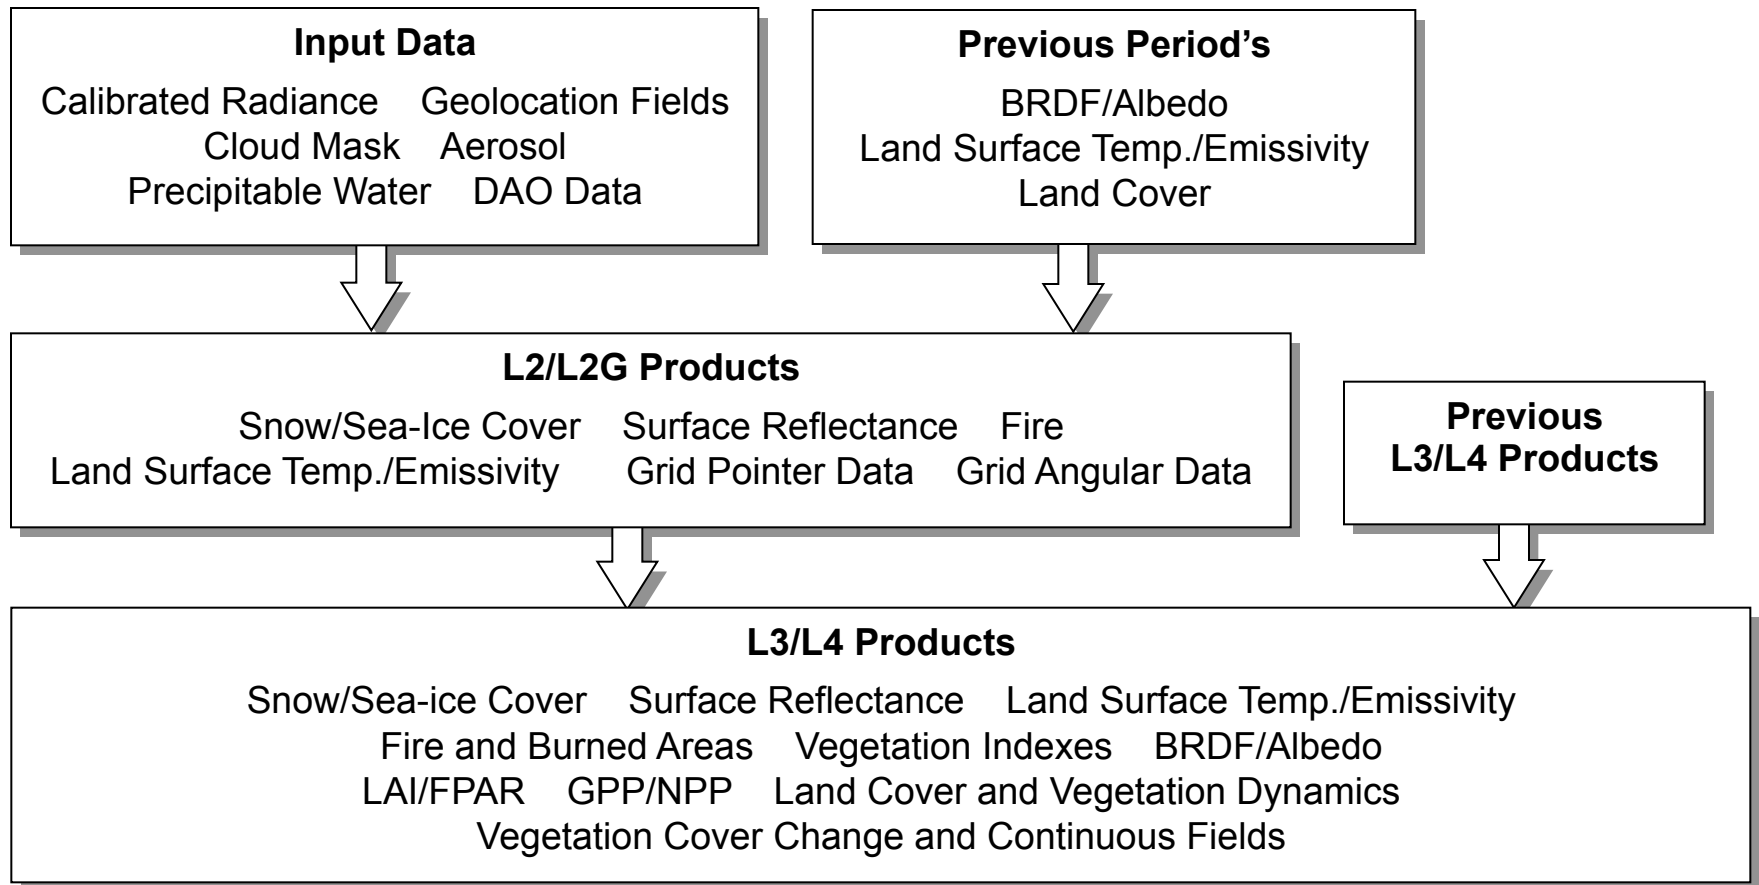 Input Data
Calibrated Radiance Geolocation Fields
Cloud Mask Aerosol
Precipitable Water DAO Data
Previous Period’s
BRDF/Albedo
Land Surface Temp./Emissivity
Land Cover
L2/L2G Products
Snow/Sea-Ice Cover Surface Reflectance Fire
Land Surface Temp./Emissivity Grid Pointer Data Grid Angular Data
Previous
L3/L4 Products
L3/L4 Products
Snow/Sea-ice Cover Surface Reflectance Land Surface Temp./Emissivity
Fire and Burned Areas Vegetation Indexes BRDF/Albedo
LAI/FPAR GPP/NPP Land Cover and Vegetation Dynamics
Vegetation Cover Change and Continuous Fields